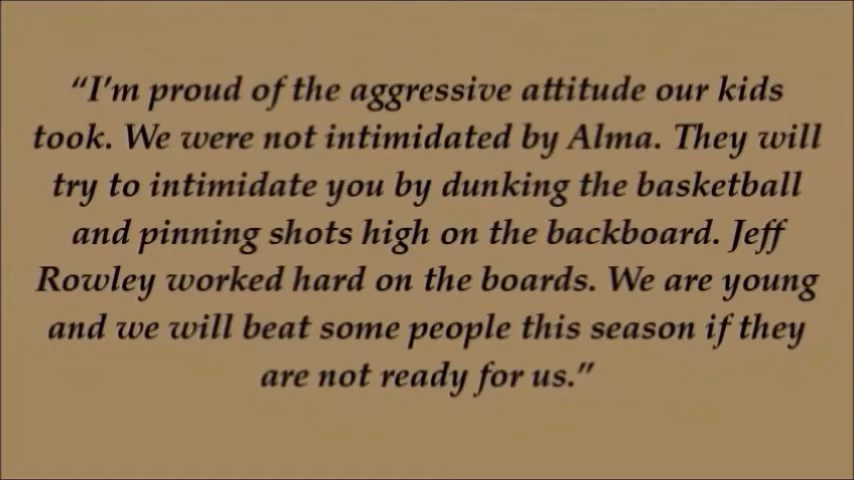 “I’m proud of the aggressive attitude our kids
took. We were not intimidated by Alma. They will
try to intimidate you by dunking the basketball
and pinning shots high on the backboard. Jeff
Rowley worked hard on the boards. We are young
and we will beat some people this season if they
are not ready for us.”